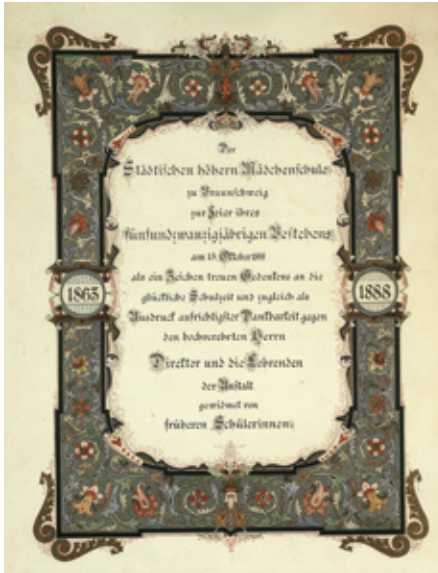 Der
Städtischen höhern Mädchenschule
zu Braunschweig
zur Feier ihres
fünfundzwanzigjährigen Bestehens
am 15. Oktober 1888
als ein Zeichen treuen Gedenkens an die
1863
glückliche Schulzeit und zugleich als
1888
Ausdruck aufrichtigster Dankbarkeit gegen
den hochverehrten Herrn
Direktor und die Lehrenden
der Anstalt
gewidmet von
früheren Schülerinnen.